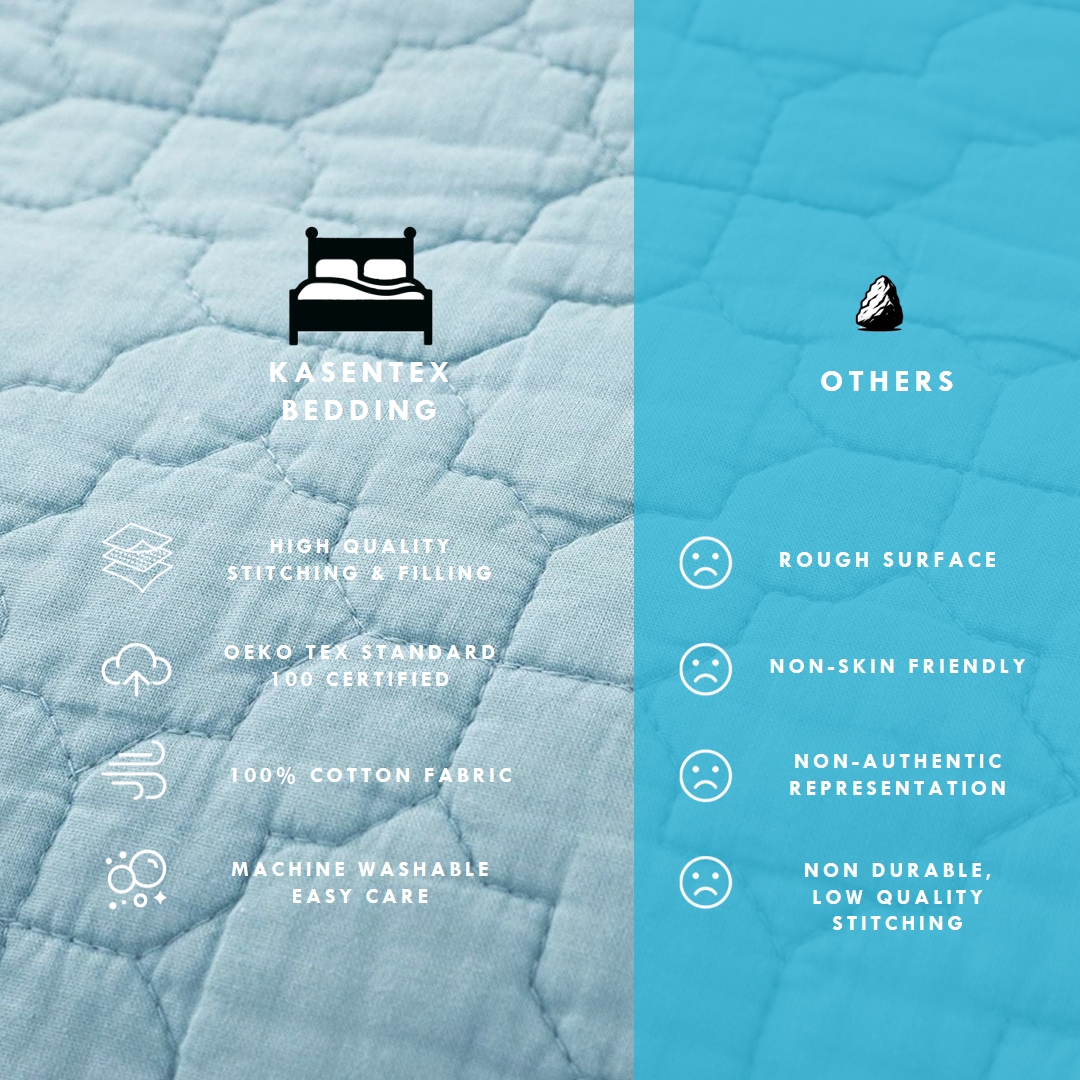 KASENTEX
BEDDING
HIGH QUALITY
STITCHING & FILLING
OEKO TEX STANDARD
100 CERTIFIED
100% COTTON FABRIC
MACHINE WASHABLE
EASY CARE
OTHERS
ROUGH SURFACE
NON-SKIN FRIENDLY
NON-AUTHENTIC
REPRESENTATION
NON DURABLE,
LOW QUALITY
STITCHING